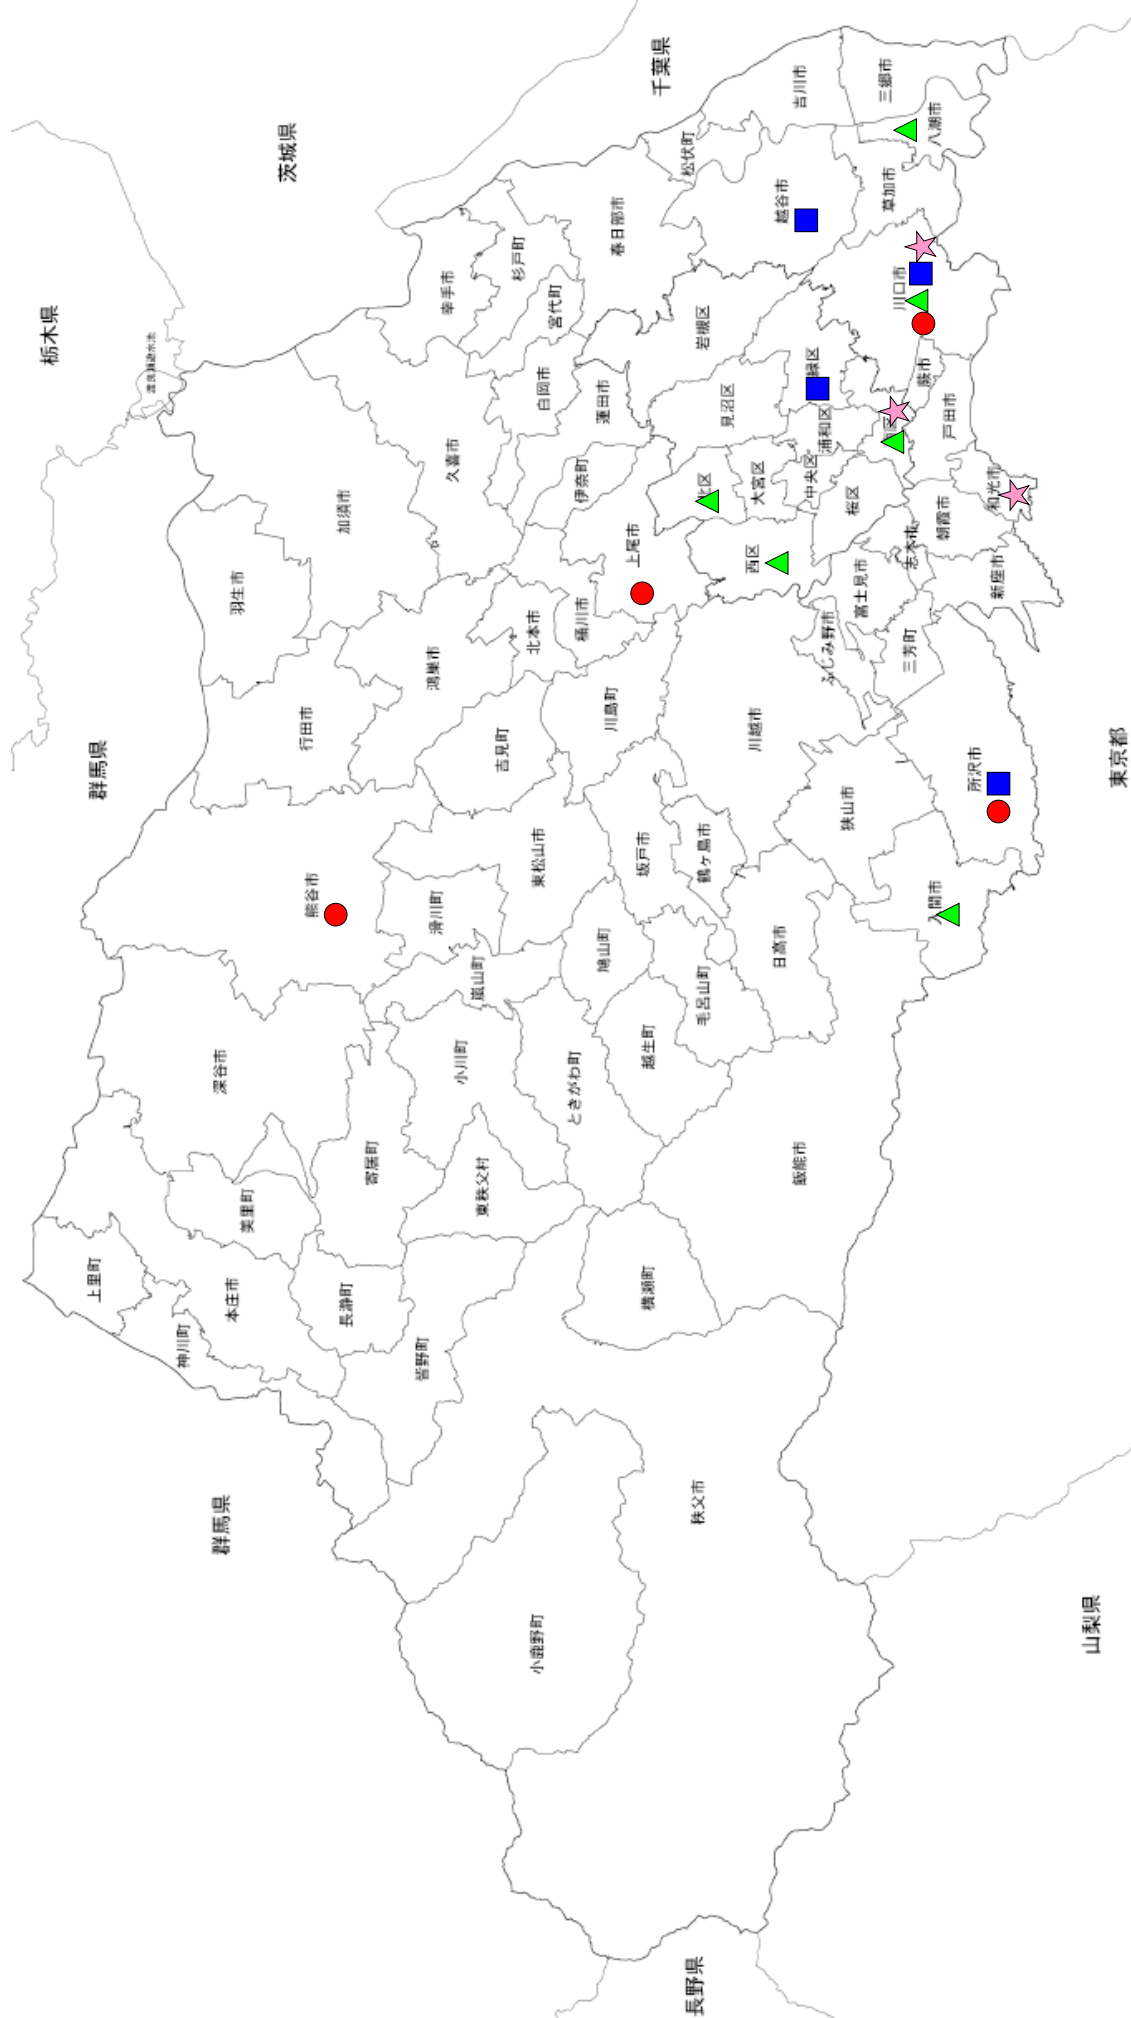 群馬県
栃木県
茨城県
群馬県
千葉県
長野県
山梨県
東京都
渡良瀬遊水池
上里町
神川町
本庄市
美里町
深谷市
熊谷市
行田市
羽生市
加須市
長瀞町
皆野町
寄居町
小川町
東秩父村
嵐山町
滑川町
東松山市
吉見町
鴻巣市
北本市
桶川市
久喜市
幸手市
杉戸町
宮代町
白岡市
蓮田市
伊奈町
上尾市
春日部市
小鹿野町
秩父市
横瀬町
ときがわ町
越生町
鳩山町
毛呂山町
坂戸市
鶴ヶ島市
川島町
川越市
日高市
飯能市
狭山市
入間市
所沢市
ふじみ野市
富士見市
三芳町
志木市
新座市
朝霞市
和光市
西区
北区
大宮区
見沼区
岩槻区
中央区
浦和区
緑区
桜区
戸田市
蕨市
川口市
越谷市
松伏町
吉川市
草加市
八潮市
三郷市